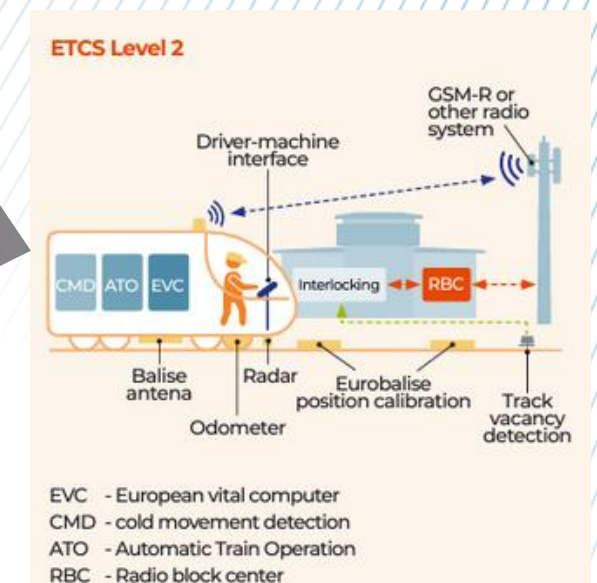 ETCS Level 2
GSM-R or
other radio
system
Driver-machine
interface
CMD
ATO
EVC
Interlocking
RBC
Balise
antena
Radar
Eurobalise
position calibration
Track
vacancy
detection
Odometer
EVC - European vital computer
CMD - cold movement detection
ATO - Automatic Train Operation
RBC - Radio block center